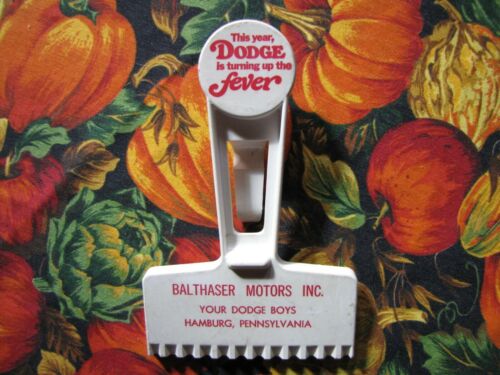 This year,
DODGE
is turning up the
fever
BALTHASER MOTORS INC.
YOUR DODGE BOYS
HAMBURG, PENNSYLVANIA